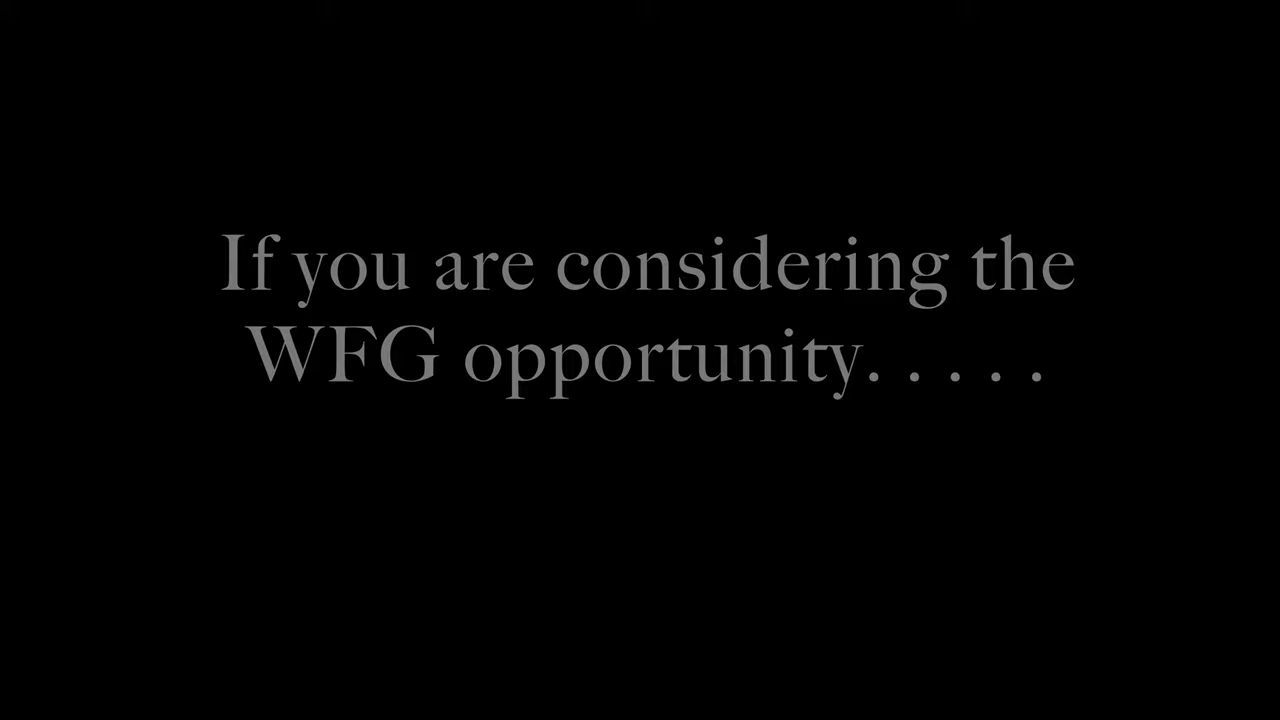 If you are considering the
WFG opportunity. . . . .